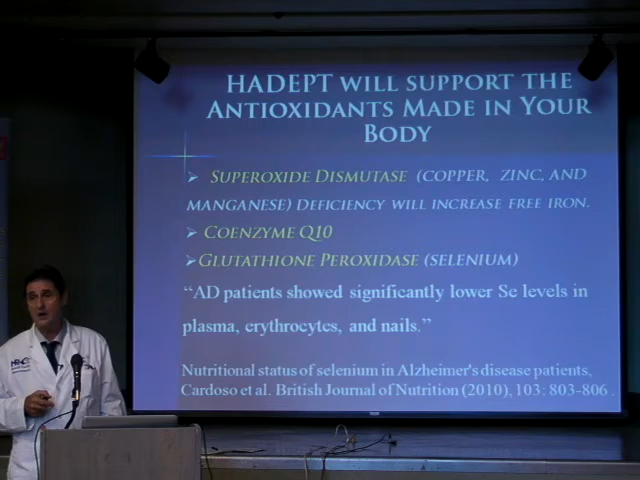 HADEPT WILL SUPPORT THE
ANTIOXIDANTS MADE IN YOUR
BODY
SUPEROXIDE DISMUTASE (COPPER, ZINC, AND
MANGANESE) DEFICIENCY WILL INCREASE FREE IRON.
COENZYME Q10
GLUTATHIONE PEROXIDASE (SELENIUM)
“AD patients showed significantly lower Se levels in
plasma, erythrocytes, and nails.”
Nutritional status of selenium in Alzheimer's disease patients,
Cardoso et al. British Journal of Nutrition (2010), 103: 803-806 .